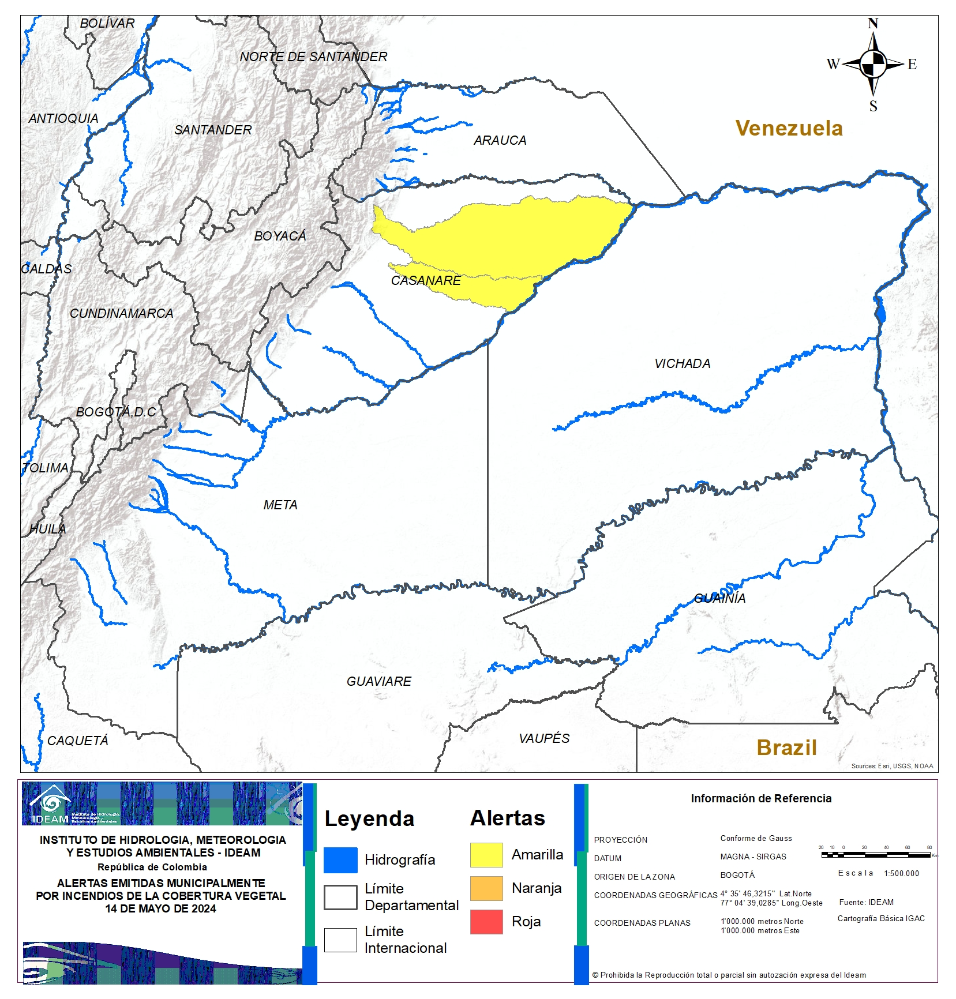 BOLÍVAR
N
NORTE DE SANTANDER
W
E
S
ANTIOQUIA
SANTANDER
Venezuela
ARAUCA
BOYACÁ
CALDAS
CASANARE
CUNDINAMARCA
VICHADA
BOGOTÁ,D.C
TOLIMA
META
HUILA
GUAINÍA
GUAVIARE
CAQUETÁ
VAUPÉS
Brazil
Sources: Esri, USGS, NOAA
IDEAM
Instituto de Hidrología,
Meteorología y
Estudios Ambientales
INSTITUTO DE HIDROLOGIA, METEOROLOGIA
Y ESTUDIOS AMBIENTALES - IDEAM
República de Colombia
ALERTAS EMITIDAS MUNICIPALMENTE
POR INCENDIOS DE LA COBERTURA VEGETAL
14 DE MAYO DE 2024
Leyenda
Hidrografía
Límite
Departamental
Límite
Internacional
Alertas
Amarilla
Naranja
Roja
Información de Referencia
PROYECCIÓN
Conforme de Gauss
DATUM
MAGNA - SIRGAS
ORIGEN DE LA ZONA
BOGOTÁ
COORDENADAS GEOGRÁFICAS
4° 35' 46,3215'' Lat.Norte
77° 04' 39,0285" Long.Oeste
COORDENADAS PLANAS
1'000.000 metros Norte
1'000.000 metros Este
20 10 0 20 40 60 80
Km
Escala 1:500.000
Fuente: IDEAM
Cartografía Básica IGAC
© Prohibida la Reproducción total o parcial sin autozación expresa del Ideam